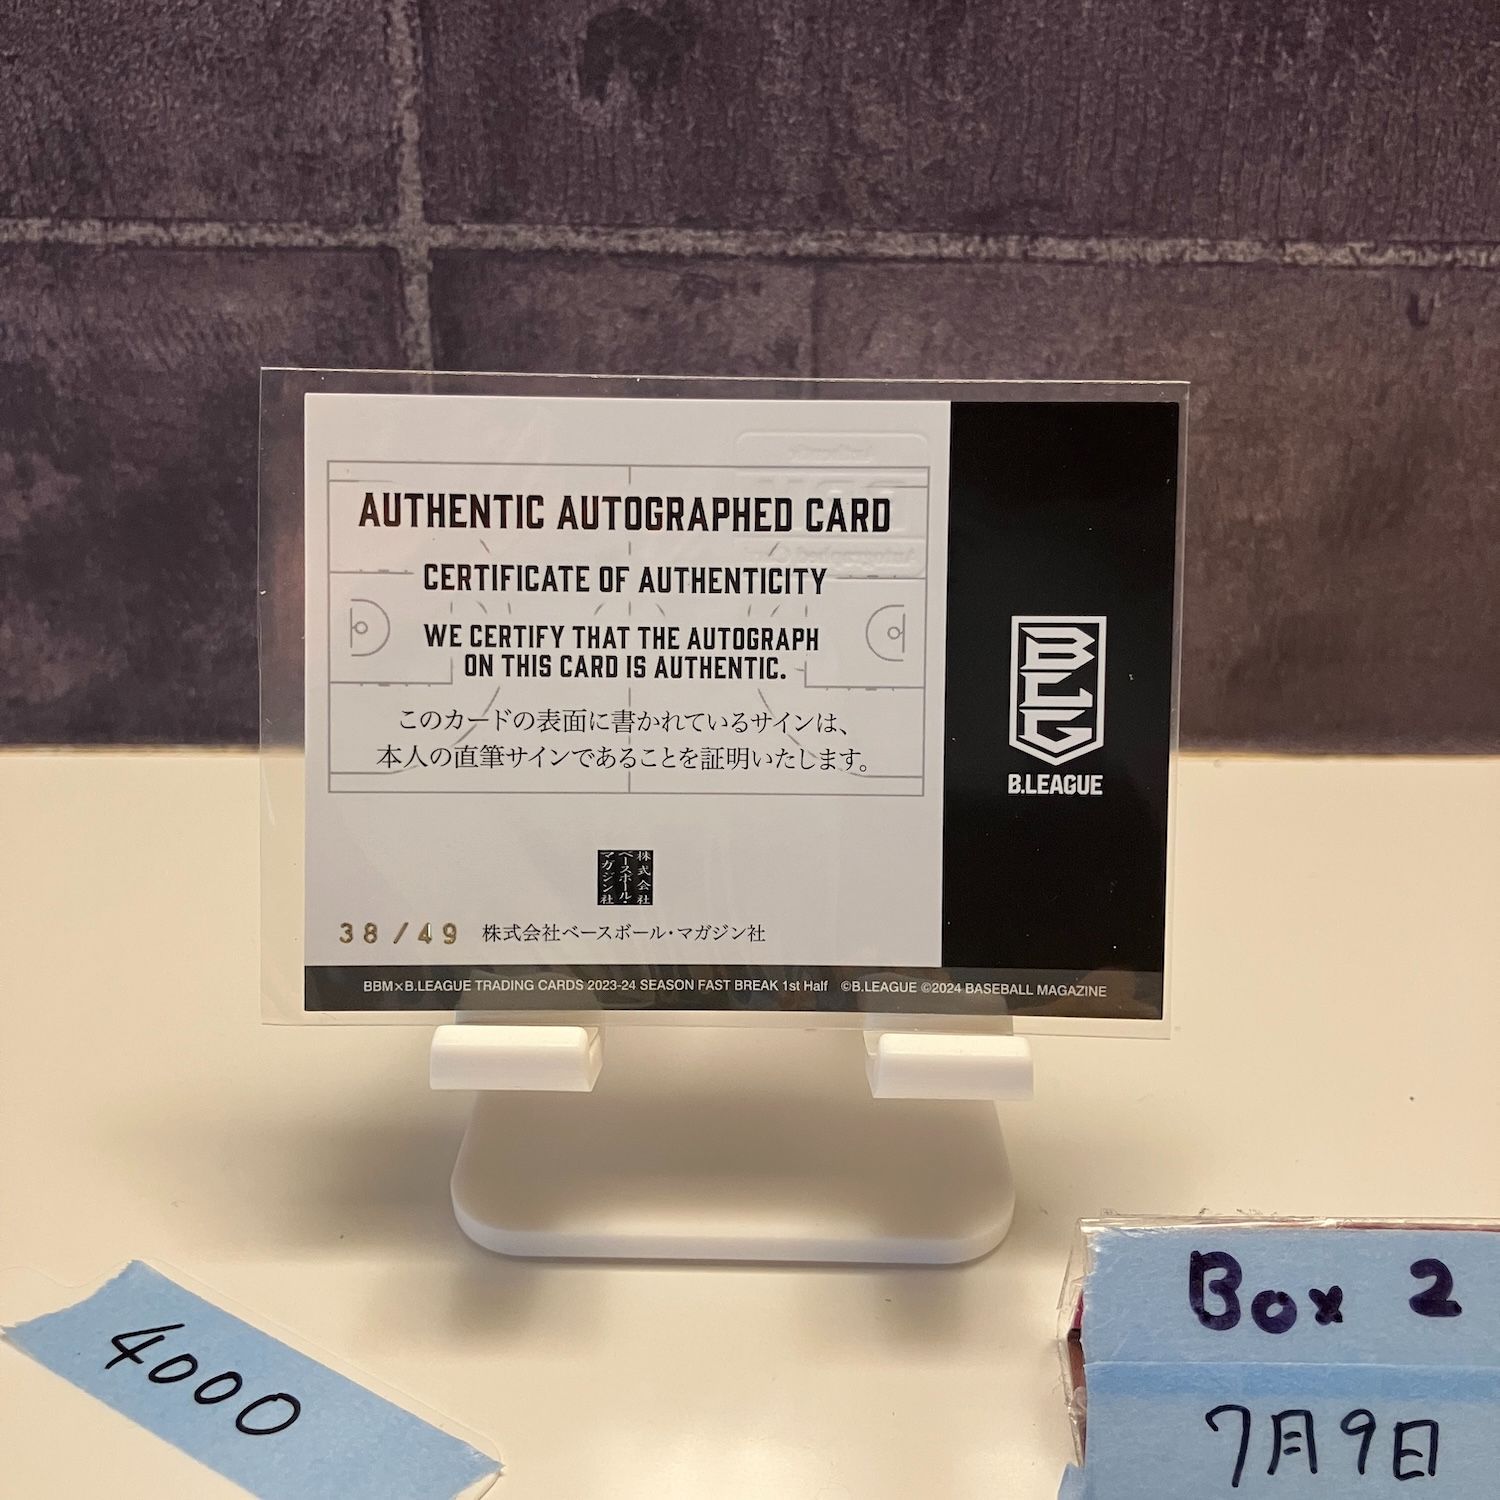 AUTHENTIC AUTOGRAPHED CARD
CERTIFICATE OF AUTHENTICITY
WE CERTIFY THAT THE AUTOGRAPH
ON THIS CARD IS AUTHENTIC.
このカードの表面に書かれているサインは、
本人の直筆サインであることを証明いたします。
株式会社
ベースボール・
マガジン社
38/49 株式会社ベースボール・マガジン社
BBM×B.LEAGUE TRADING CARDS 2023-24 SEASON FAST BREAK 1st Half ©B.LEAGUE ©2024 BASEBALL MAGAZINE
BLG
B.LEAGUE
4000
Box 2
7月9日